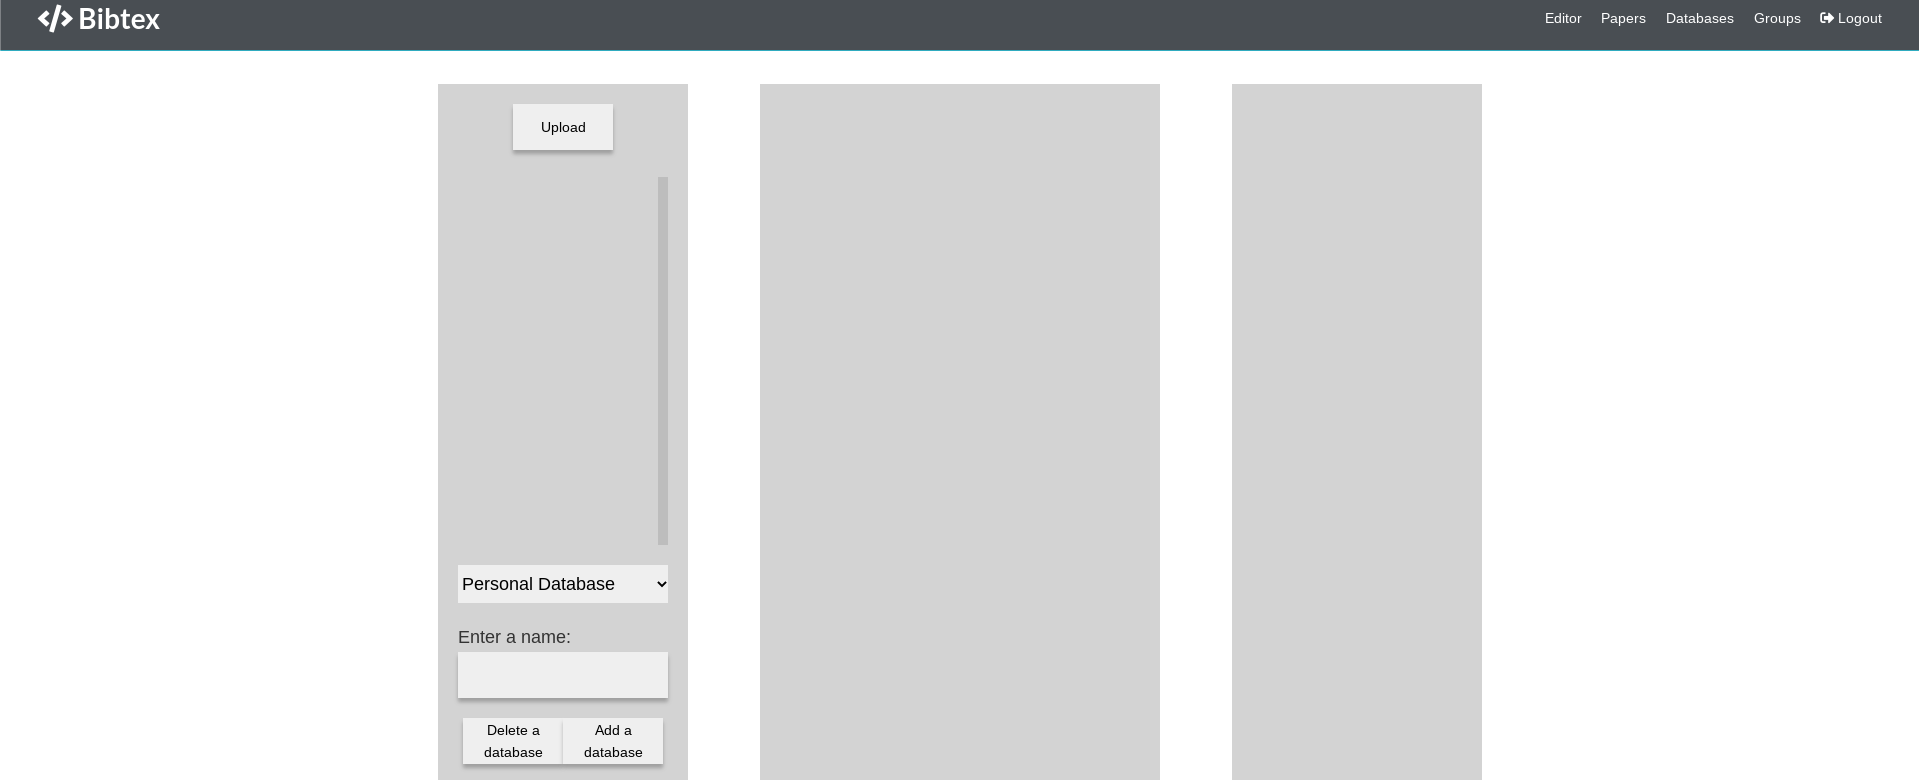 </> Bibtex
Editor Papers Databases Groups Logout
Upload
Personal Database
Enter a name:
Delete a
database
Add a
database